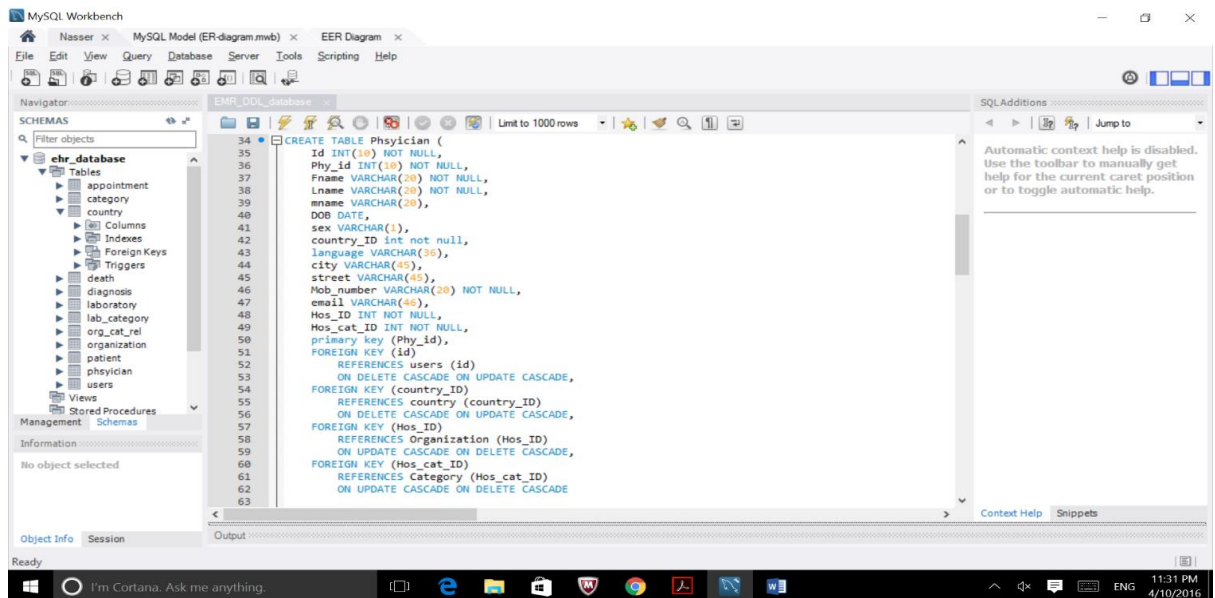 MySQL Workbench
Nasser × MySQL Model (ER-diagram.mwb) × EER Diagram ×
File Edit View Query Database Server Tools Scripting Help
Navigator
SCHEMAS
Filter objects
ehr_database
Tables
appointment
category
country
Columns
Indexes
Foreign Keys
Triggers
death
diagnosis
laboratory
lab_category
org_cat_rel
organization
patient
phsyician
users
Views
Stored Procedures
Management Schemas
Information
No object selected
Object Info Session
EMR_DDL_database ×
Limit to 1000 rows
34 CREATE TABLE Phsyician (
35 Id INT(10) NOT NULL,
36 Phy_id INT(10) NOT NULL,
37 Fname VARCHAR(20) NOT NULL,
38 Lname VARCHAR(20) NOT NULL,
39 mname VARCHAR(20),
40 DOB DATE,
41 sex VARCHAR(1),
42 country_ID int not null,
43 language VARCHAR(36),
44 city VARCHAR(45),
45 street VARCHAR(45),
46 Mob_number VARCHAR(20) NOT NULL,
47 email VARCHAR(46),
48 Hos_ID INT NOT NULL,
49 Hos_cat_ID INT NOT NULL,
50 primary key (Phy_id),
51 FOREIGN KEY (id)
52 REFERENCES users (id)
53 ON DELETE CASCADE ON UPDATE CASCADE,
54 FOREIGN KEY (country_ID)
55 REFERENCES country (country_ID)
56 ON DELETE CASCADE ON UPDATE CASCADE,
57 FOREIGN KEY (Hos_ID)
58 REFERENCES Organization (Hos_ID)
59 ON UPDATE CASCADE ON DELETE CASCADE,
60 FOREIGN KEY (Hos_cat_ID)
61 REFERENCES Category (Hos_cat_ID)
62 ON UPDATE CASCADE ON DELETE CASCADE
63
Output
SQLAdditions
Jump to
Automatic context help is disabled.
Use the toolbar to manually get
help for the current caret position
or to toggle automatic help.
Context Help Snippets
Ready
I'm Cortana. Ask me anything.
ENG
11:31 PM
4/10/2016